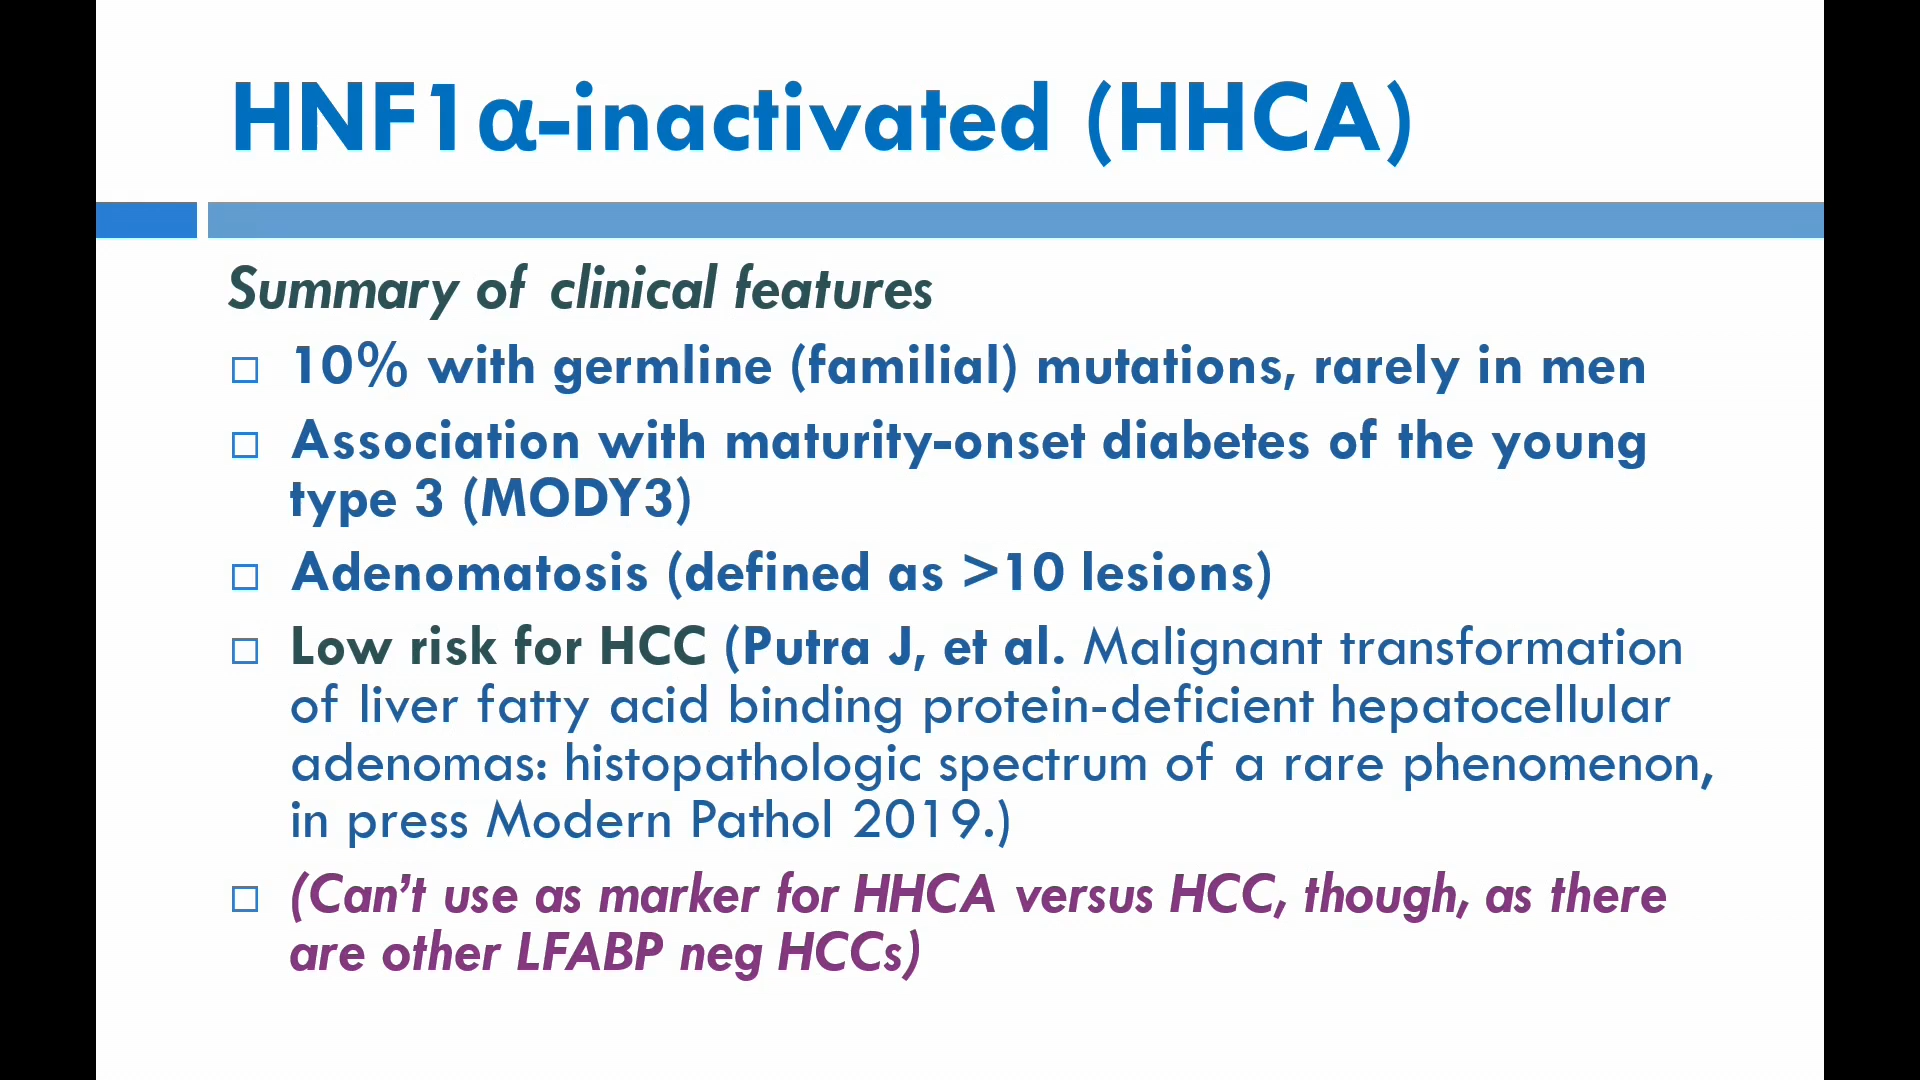 HNF1α-inactivated (HHCA)
Summary of clinical features
10% with germline (familial) mutations, rarely in men
Association with maturity-onset diabetes of the young
type 3 (MODY3)
Adenomatosis (defined as >10 lesions)
Low risk for HCC (Putra J, et al. Malignant transformation
of liver fatty acid binding protein-deficient hepatocellular
adenomas: histopathologic spectrum of a rare phenomenon,
in press Modern Pathol 2019.)
(Can’t use as marker for HHCA versus HCC, though, as there
are other LFABP neg HCCs)